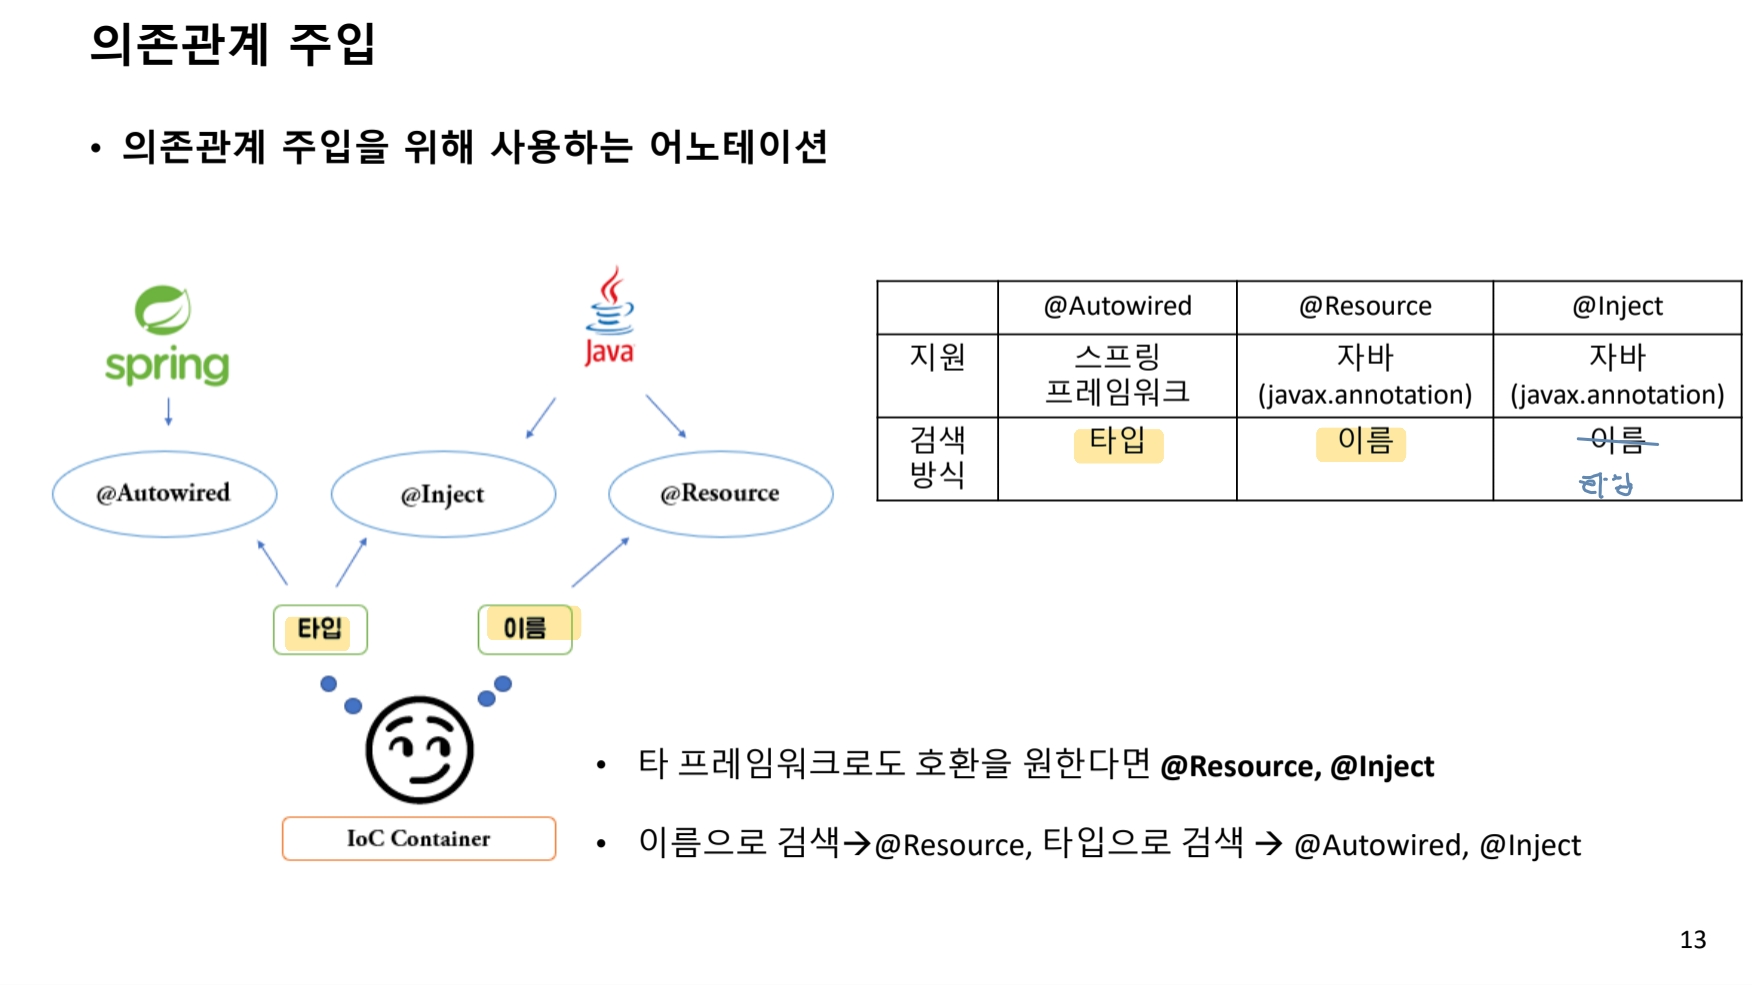 의존관계 주입
• 의존관계 주입을 위해 사용하는 어노테이션
spring
Java
@Autowired
@Inject
@Resource
타입
이름
IoC Container
@Autowired @Resource @Inject
지원 스프링 프레임워크 자바 (javax.annotation) 자바 (javax.annotation)
검색 방식 타입 이름 이름
타입
• 타 프레임워크로도 호환을 원한다면 @Resource, @Inject
• 이름으로 검색→@Resource, 타입으로 검색 → @Autowired, @Inject
13